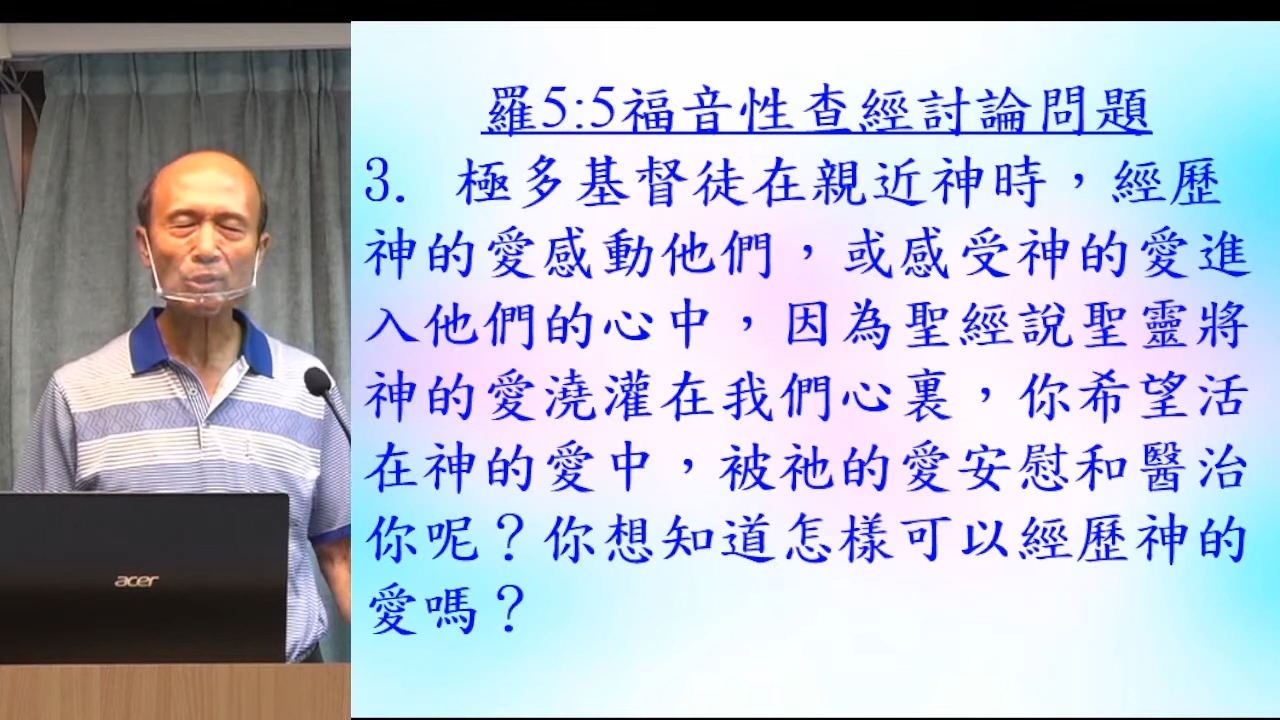 羅5:5福音性查經討論問題
3. 極多基督徒在親近神時，經歷
神的愛感動他們，或感受神的愛進
入他們的心中，因為聖經說聖靈將
神的愛澆灌在我們心裏，你希望活
在神的愛中，被祂的愛安慰和醫治
你呢？你想知道怎樣可以經歷神的
愛嗎？
acer